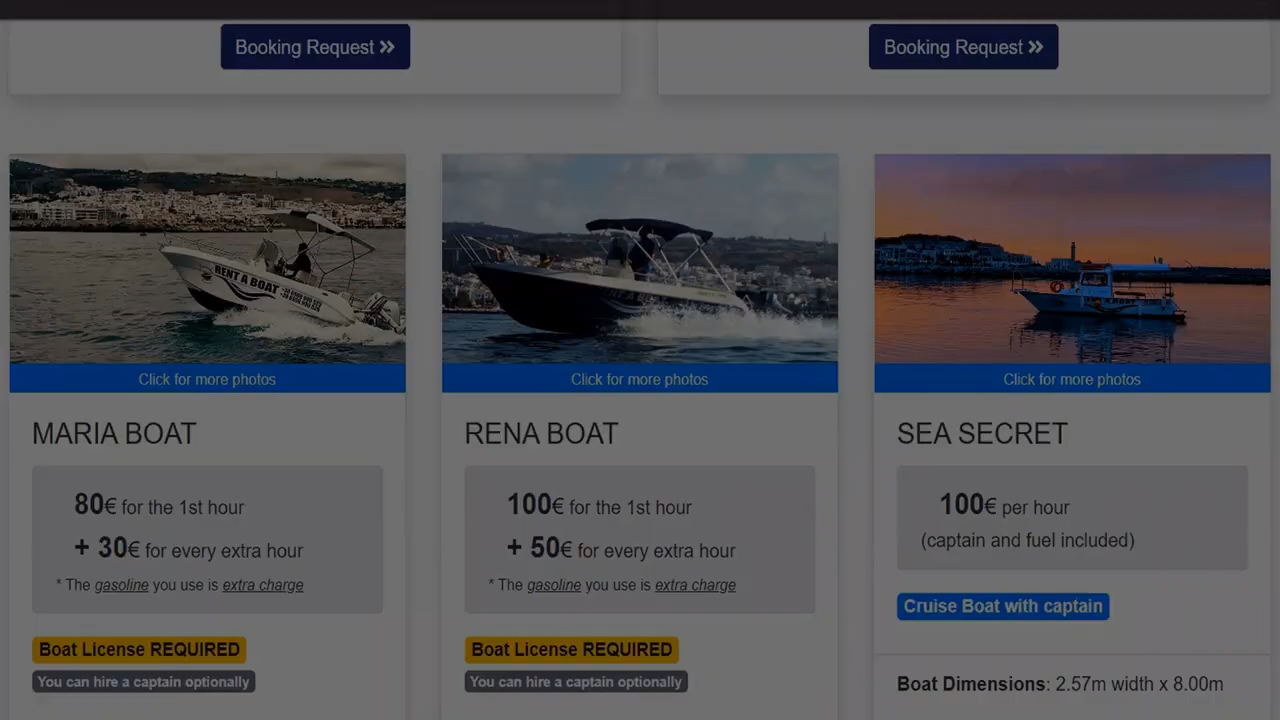 Booking Request »
Booking Request »
RENT A BOAT
Click for more photos
Click for more photos
Click for more photos
MARIA BOAT
80€ for the 1st hour
+ 30€ for every extra hour
* The gasoline you use is extra charge
Boat License REQUIRED
You can hire a captain optionally
RENA BOAT
100€ for the 1st hour
+ 50€ for every extra hour
* The gasoline you use is extra charge
Boat License REQUIRED
You can hire a captain optionally
SEA SECRET
100€ per hour
(captain and fuel included)
Cruise Boat with captain
Boat Dimensions: 2.57m width x 8.00m